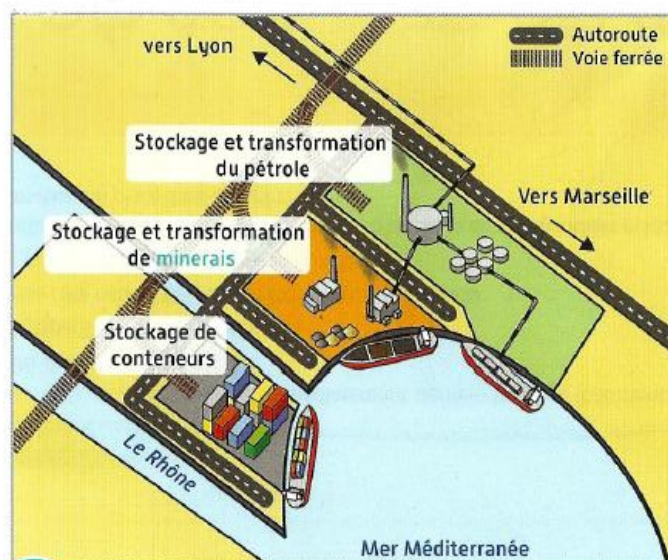 Autoroute
Voie ferrée
vers Lyon
Stockage et transformation
du pétrole
Vers Marseille
Stockage et transformation
de minerais
Stockage de
conteneurs
Le Rhône
Mer Méditerranée